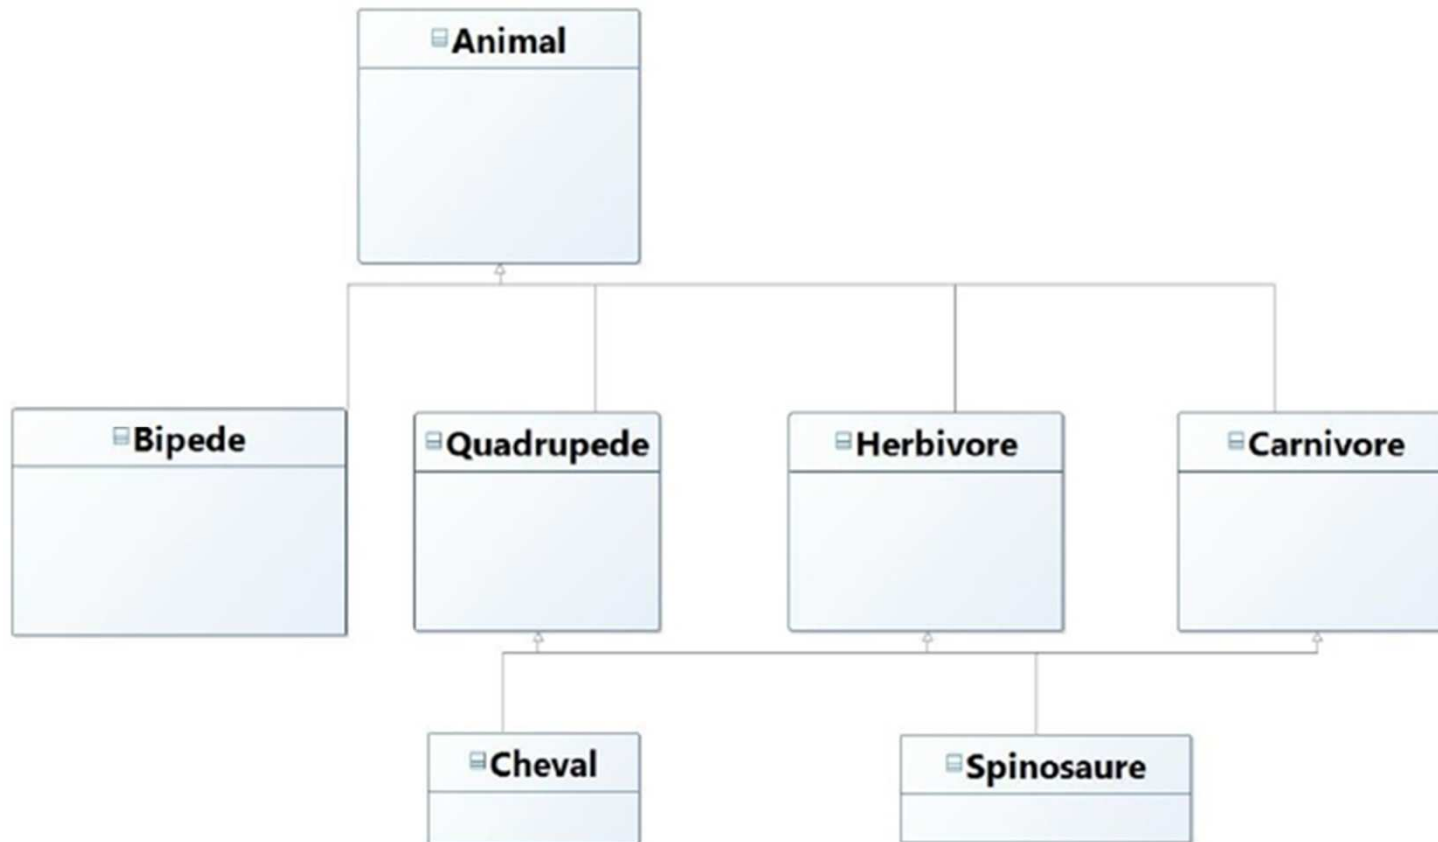 Animal
Bipede
Quadrupede
Herbivore
Carnivore
Cheval
Spinosaure